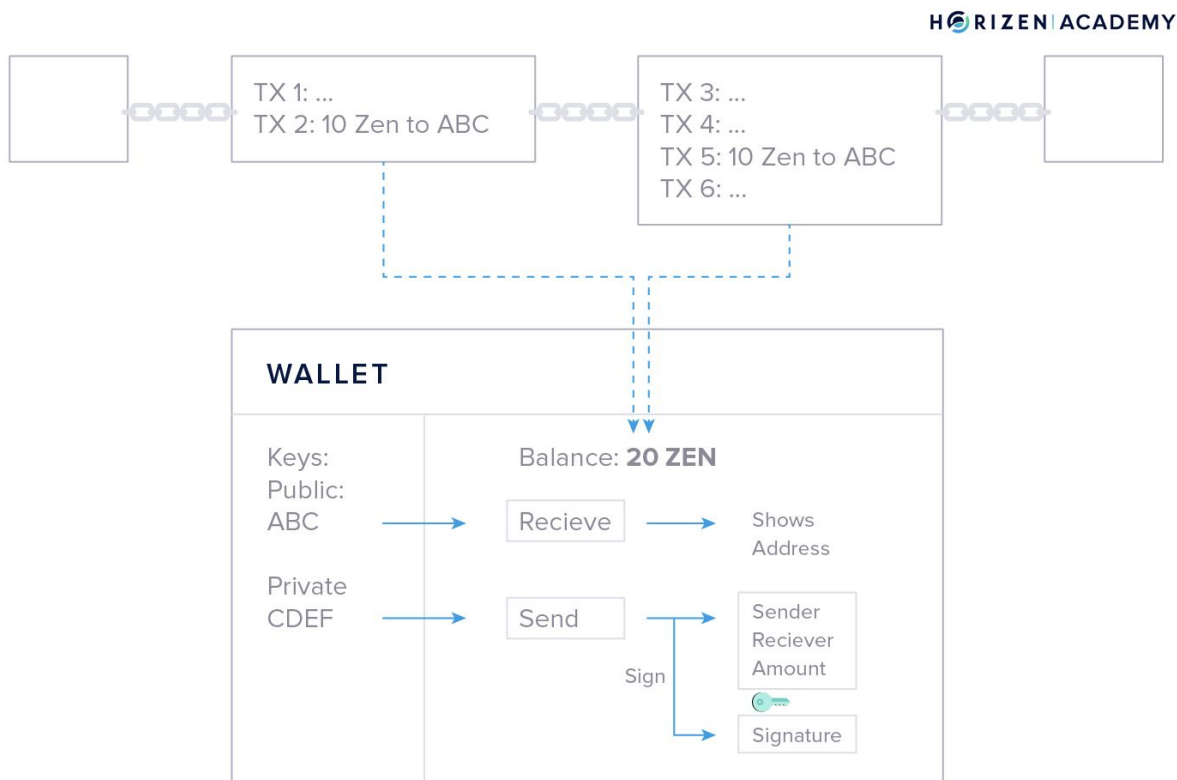 HORIZEN ACADEMY
TX 1: ...
TX 2: 10 Zen to ABC
TX 3: ...
TX 4: ...
TX 5: 10 Zen to ABC
TX 6: ...
WALLET
Keys:
Public:
ABC
Private
CDEF
Balance: 20 ZEN
Recieve
Shows
Address
Send
Sign
Sender
Reciever
Amount
Signature